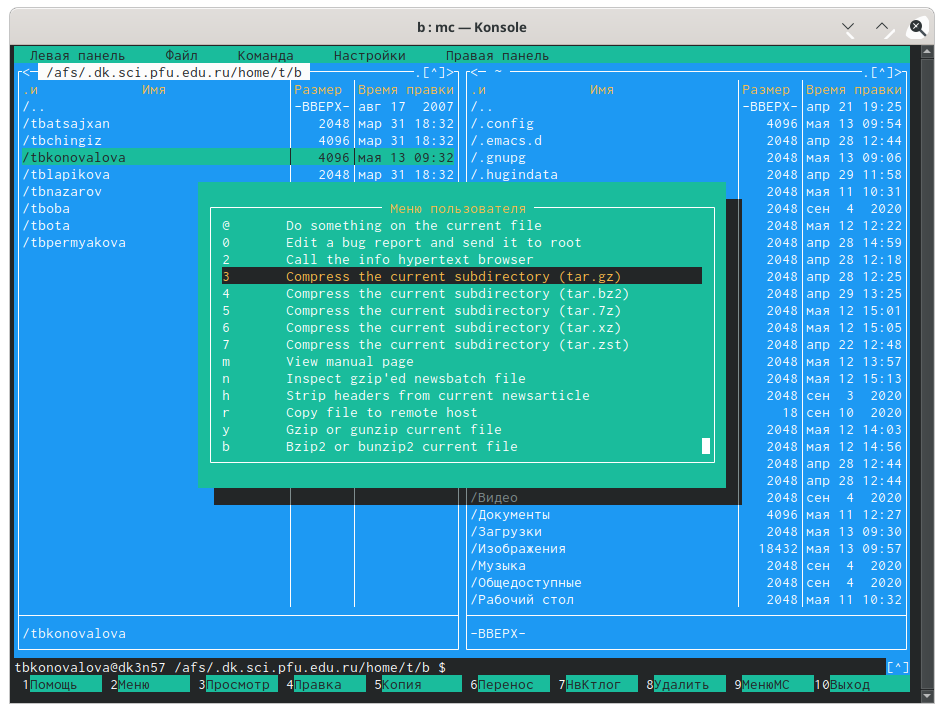 b : mc — Konsole
Левая панель Файл Команда Настройки Правая панель
<— /afs/.dk.sci.pfu.edu.ru/home/t/b .[^]> <— ~ .[^]>
.и Имя Размер Время правки .и Имя Размер Время правки
/.. -ВВЕРХ- авг 17 2007 /.. -ВВЕРХ- апр 21 19:25
/tbatsajxan 2048 мар 31 18:32 /.config 4096 мая 13 09:54
/tbchingiz 4096 мар 31 18:32 /.emacs.d 2048 апр 28 12:44
/tbkonovalova 4096 мая 13 09:32 /.gnupg 2048 мая 13 09:06
/tblapikova 2048 мар 31 18:32 /.hugindata 2048 апр 29 11:58
/tbnazarov 2048 мая 11 10:31
/tboba Меню пользователя 2048 сен 4 2020
/tbota @ Do something on the current file 2048 мая 12 12:22
/tbpermyakova 0 Edit a bug report and send it to root 2048 апр 28 14:59
2 Call the info hypertext browser 2048 апр 28 12:18
3 Compress the current subdirectory (tar.gz) 2048 апр 28 12:25
4 Compress the current subdirectory (tar.bz2) 2048 апр 29 13:25
5 Compress the current subdirectory (tar.7z) 2048 мая 12 15:01
6 Compress the current subdirectory (tar.xz) 2048 мая 12 15:05
7 Compress the current subdirectory (tar.zst) 2048 апр 22 12:48
m View manual page 2048 мая 12 13:57
n Inspect gzip'ed newsbatch file 2048 мая 12 15:13
h Strip headers from current newsarticle 2048 сен 3 2020
r Copy file to remote host 18 сен 10 2020
y Gzip or gunzip current file 2048 мая 12 14:03
b Bzip2 or bunzip2 current file 2048 мая 12 14:56
2048 апр 28 12:44
2048 апр 28 12:44
/Видео 2048 сен 4 2020
/Документы 4096 мая 11 12:27
/Загрузки 2048 мая 13 09:30
/Изображения 18432 мая 13 09:57
/Музыка 2048 сен 4 2020
/Общедоступные 2048 сен 4 2020
/Рабочий стол 2048 мая 11 10:32
/tbkonovalova -ВВЕРХ-
tbkonovalova@dk3n57 /afs/.dk.sci.pfu.edu.ru/home/t/b $ [^]
1Помощь 2Меню 3Просмотр 4Правка 5Копия 6Перенос 7НвКтлог 8Удалить 9МенюМС 10Выход